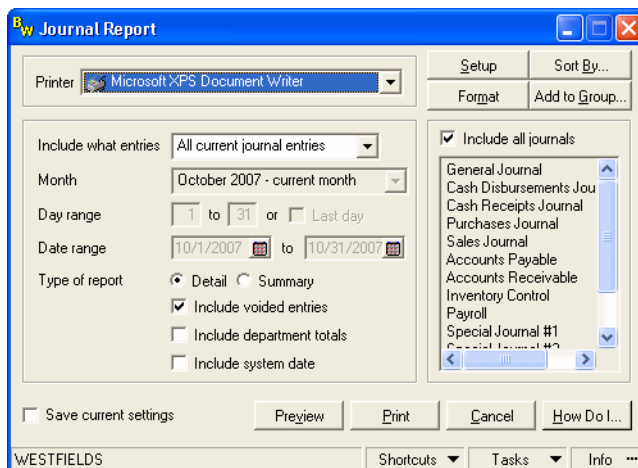 BW Journal Report
Printer Microsoft XPS Document Writer
Setup Sort By...
Format Add to Group...
Include what entries All current journal entries
Month October 2007 - current month
Day range 1 to 31 or Last day
Date range 10/1/2007 to 10/31/2007
Type of report Detail Summary
Include voided entries
Include department totals
Include system date
Include all journals
General Journal
Cash Disbursements Jou
Cash Receipts Journal
Purchases Journal
Sales Journal
Accounts Payable
Accounts Receivable
Inventory Control
Payroll
Special Journal #1
Special Journal #2
Save current settings Preview Print Cancel How Do I...
WESTFIELDS Shortcuts Tasks Info